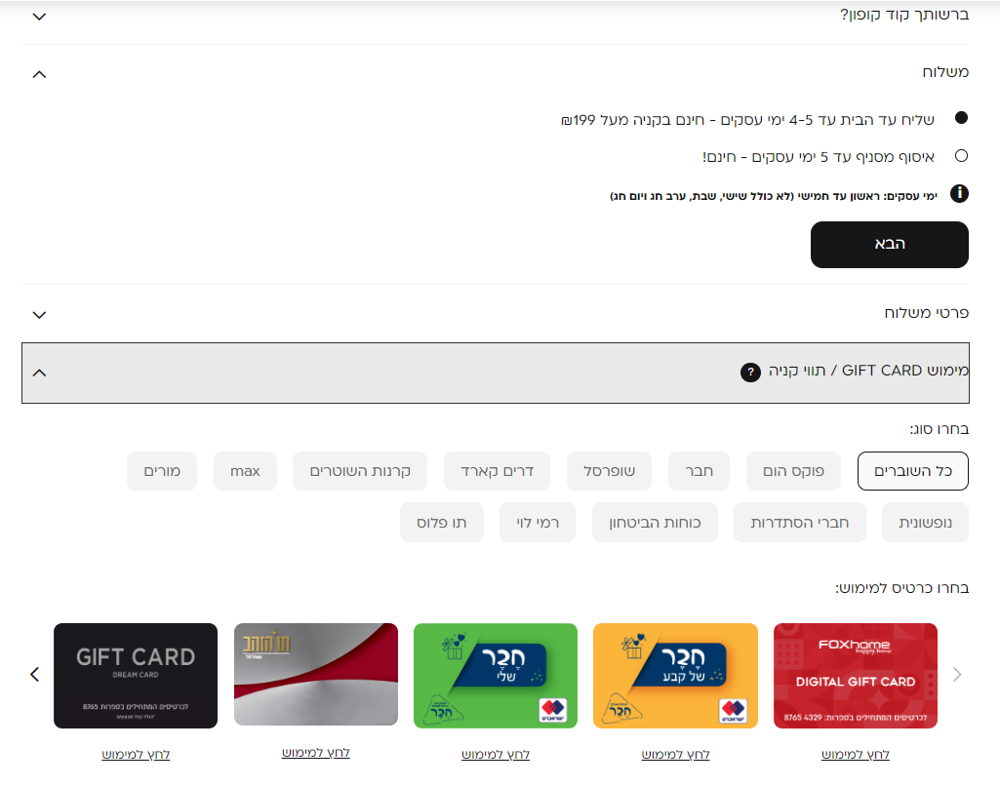 ברשותך קוד קופון?
משלוח
שליח עד הבית עד 4-5 ימי עסקים - חינם בקניה מעל 199₪
איסוף מסניף עד 5 ימי עסקים - חינם!
ימי עסקים: ראשון עד חמישי (לא כולל שישי, שבת, ערב חג ויום חג)
הבא
פרטי משלוח
מימוש GIFT CARD / תווי קניה ?
בחרו סוג:
כל השוברים פוקס הום חבר שופרסל דרים קארד קרנות השוטרים max מורים
נופשונית חברי הסתדרות כוחות הביטחון רמי לוי תו פלוס
בחרו כרטיס למימוש:
FOXhome
DIGITAL GIFT CARD
לכרטיסים המתחילים בספרות: 4329 8765
חבר
של קבע
ישראכרט
חבר
חבר
שלי
ישראכרט
חבר
תו הזהב
שופרסל
GIFT CARD
DREAM CARD
לכרטיסים המתחילים בספרות 8765
לחץ למימוש לחץ למימוש לחץ למימוש לחץ למימוש לחץ למימוש